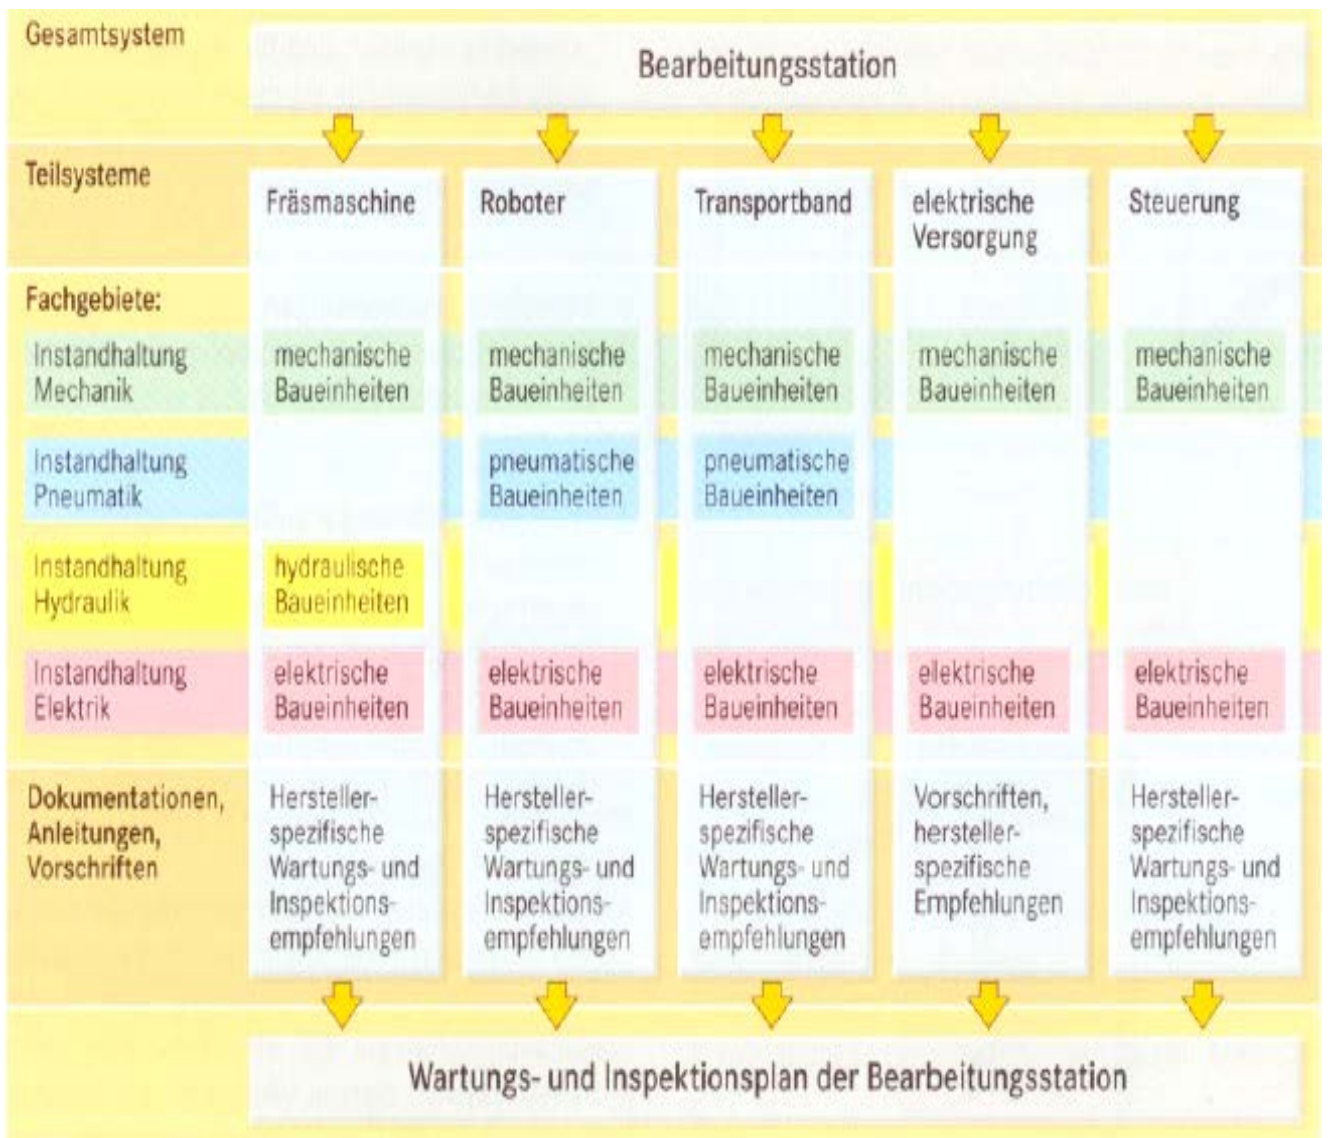 Gesamtsystem
Bearbeitungsstation
Teilsysteme
Fräsmaschine
Roboter
Transportband
elektrische
Versorgung
Steuerung
Fachgebiete:
Instandhaltung
Mechanik
mechanische
Baueinheiten
mechanische
Baueinheiten
mechanische
Baueinheiten
mechanische
Baueinheiten
mechanische
Baueinheiten
Instandhaltung
Pneumatik
pneumatische
Baueinheiten
pneumatische
Baueinheiten
Instandhaltung
Hydraulik
hydraulische
Baueinheiten
Instandhaltung
Elektrik
elektrische
Baueinheiten
elektrische
Baueinheiten
elektrische
Baueinheiten
elektrische
Baueinheiten
elektrische
Baueinheiten
Dokumentationen,
Anleitungen,
Vorschriften
Hersteller-
spezifische
Wartungs- und
Inspektions-
empfehlungen
Hersteller-
spezifische
Wartungs- und
Inspektions-
empfehlungen
Hersteller-
spezifische
Wartungs- und
Inspektions-
empfehlungen
Vorschriften,
hersteller-
spezifische
Empfehlungen
Hersteller-
spezifische
Wartungs- und
Inspektions-
empfehlungen
Wartungs- und Inspektionsplan der Bearbeitungsstation